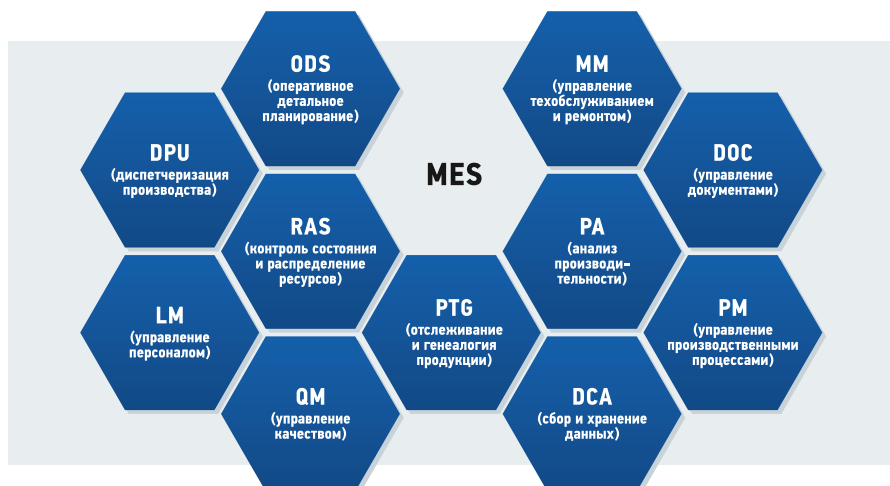 ODS
(оперативное
детальное
планирование)
MM
(управление
техобслуживанием
и ремонтом)
DPU
(диспетчеризация
производства)
MES
DOC
(управление
документами)
RAS
(контроль состояния
и распределение
ресурсов)
PA
(анализ
производи-
тельности)
LM
(управление
персоналом)
PTG
(отслеживание
и генеалогия
продукции)
PM
(управление
производственными
процессами)
QM
(управление
качеством)
DCA
(сбор и хранение
данных)